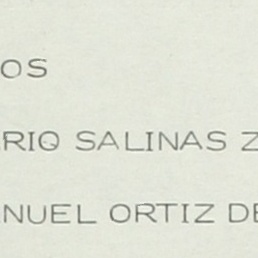 OS
RIO SALINAS Z
NUEL ORTIZ DE